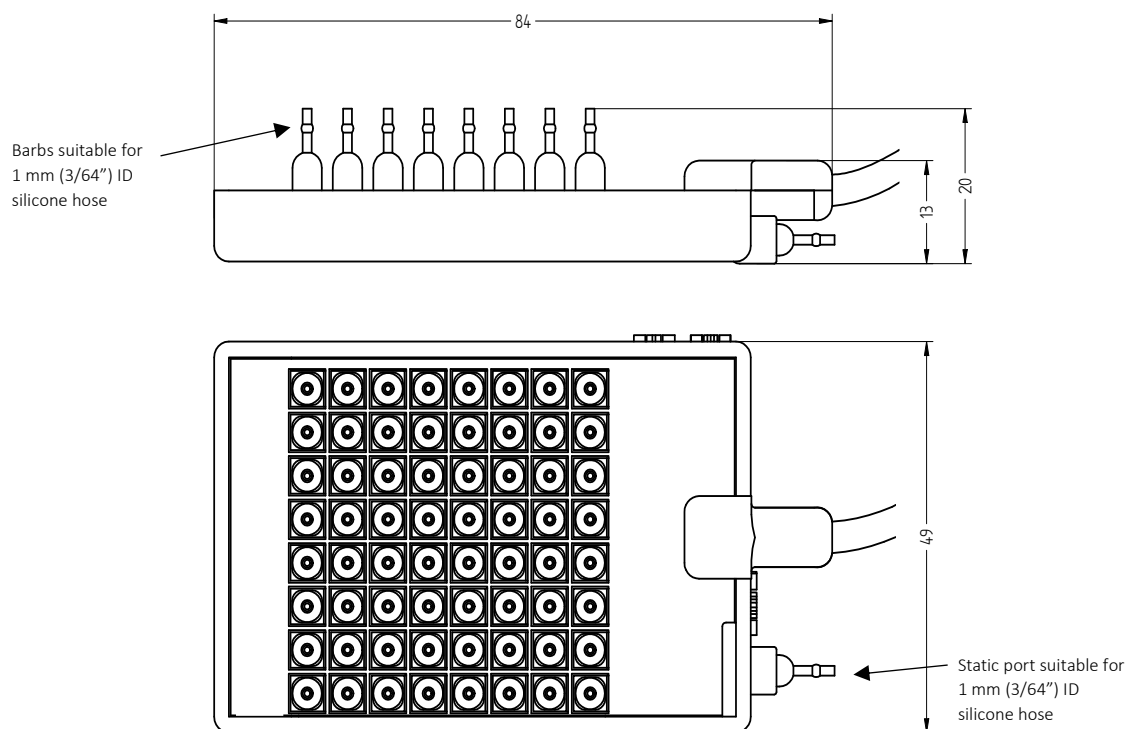 84
Barbs suitable for
1 mm (3/64”) ID
silicone hose
13
20
49
Static port suitable for
1 mm (3/64”) ID
silicone hose